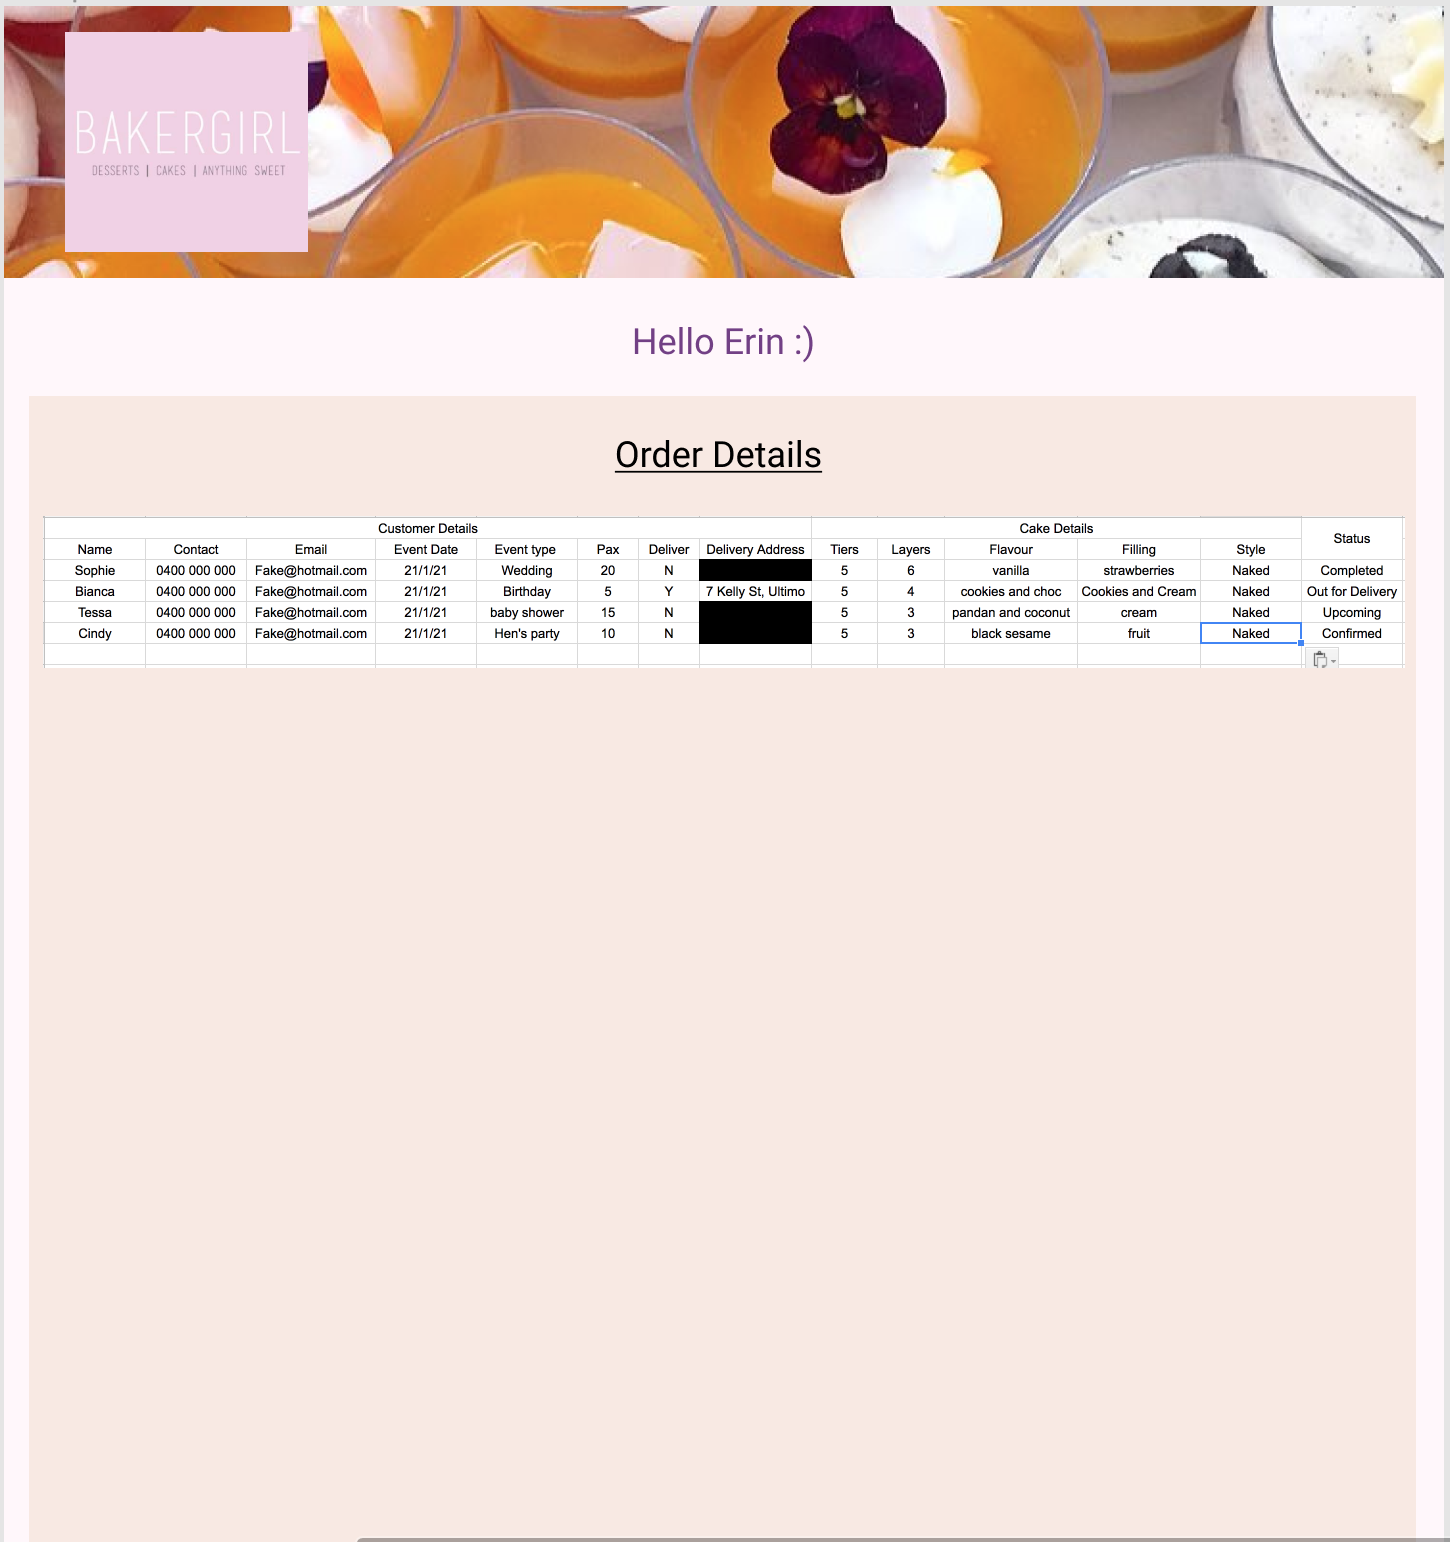 BAKERGIRL
DESSERTS | CAKES | ANYTHING SWEET
Hello Erin :)
Order Details
Customer Details Cake Details Status
Name Contact Email Event Date Event type Pax Deliver Delivery Address Tiers Layers Flavour Filling Style
Sophie 0400 000 000 Fake@hotmail.com 21/1/21 Wedding 20 N 5 6 vanilla strawberries Naked Completed
Bianca 0400 000 000 Fake@hotmail.com 21/1/21 Birthday 5 Y 7 Kelly St, Ultimo 5 4 cookies and choc Cookies and Cream Naked Out for Delivery
Tessa 0400 000 000 Fake@hotmail.com 21/1/21 baby shower 15 N 5 3 pandan and coconut cream Naked Upcoming
Cindy 0400 000 000 Fake@hotmail.com 21/1/21 Hen's party 10 N 5 3 black sesame fruit Naked Confirmed